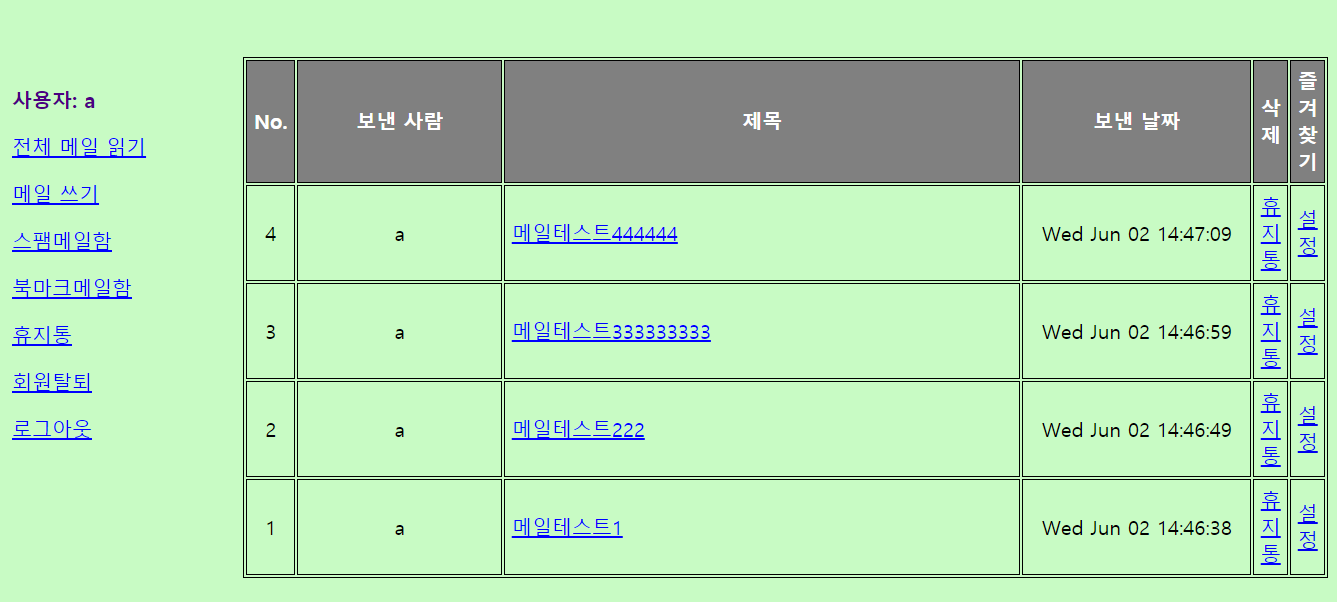 사용자: a
전체 메일 읽기
메일 쓰기
스팸메일함
북마크메일함
휴지통
회원탈퇴
로그아웃
No. 보낸 사람 제목 보낸 날짜 삭제 즐겨찾기
4 a 메일테스트444444 Wed Jun 02 14:47:09 휴지통 설정
3 a 메일테스트333333333 Wed Jun 02 14:46:59 휴지통 설정
2 a 메일테스트222 Wed Jun 02 14:46:49 휴지통 설정
1 a 메일테스트1 Wed Jun 02 14:46:38 휴지통 설정